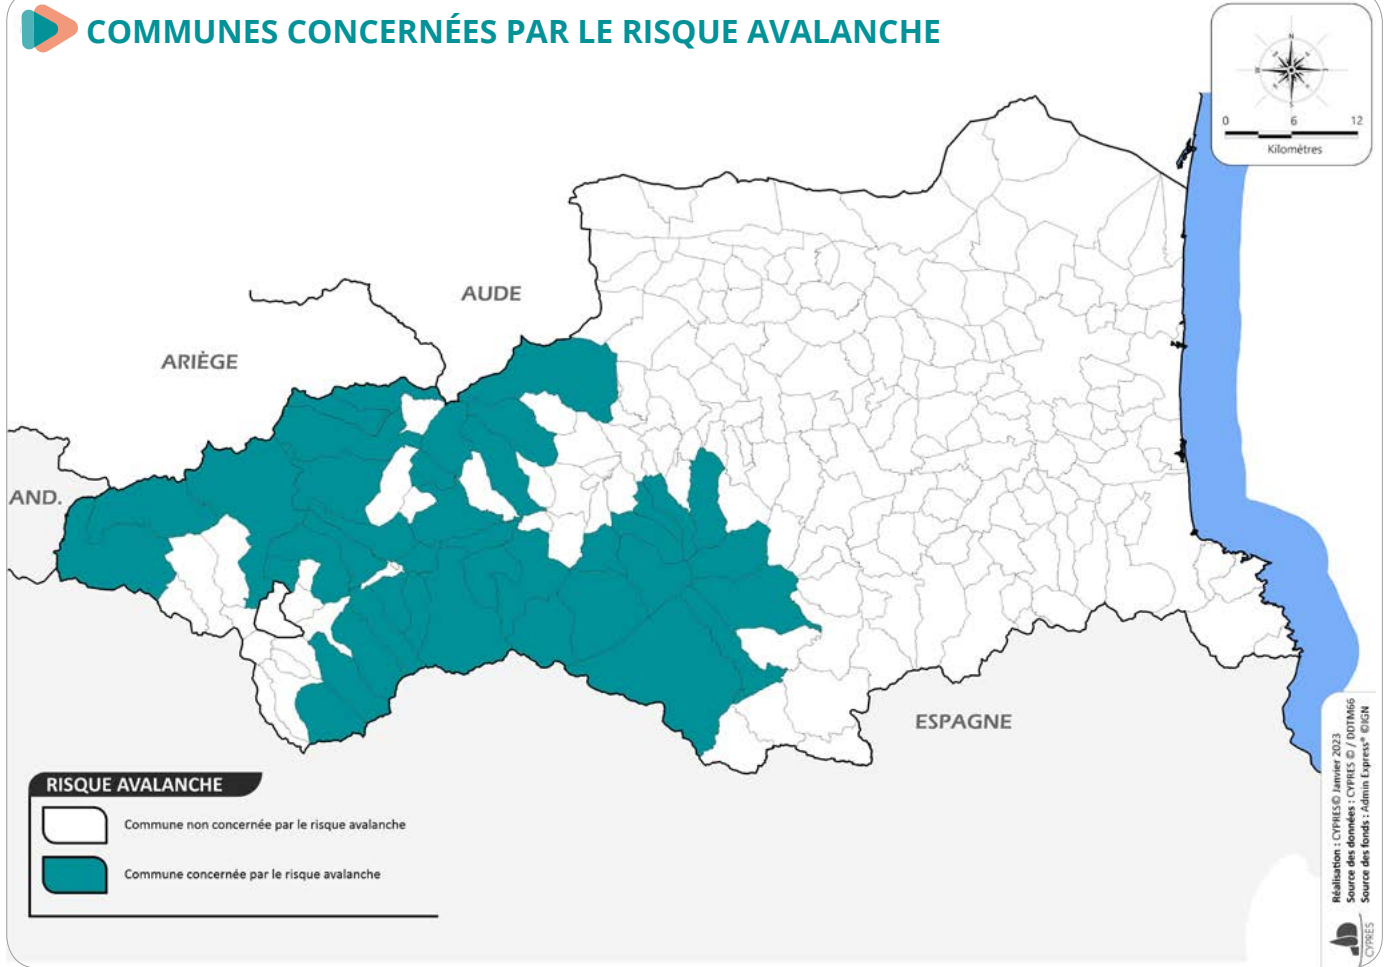 COMMUNES CONCERNÉES PAR LE RISQUE AVALANCHE
N
S
0 6 12
Kilomètres
AUDE
ARIÈGE
AND.
ESPAGNE
RISQUE AVALANCHE
Commune non concernée par le risque avalanche
Commune concernée par le risque avalanche
Réalisation : CYPRES© Janvier 2023
Source des données : CYPRES © / DDTM66
Source des fonds : Admin Express® ©IGN
CYPRÈS